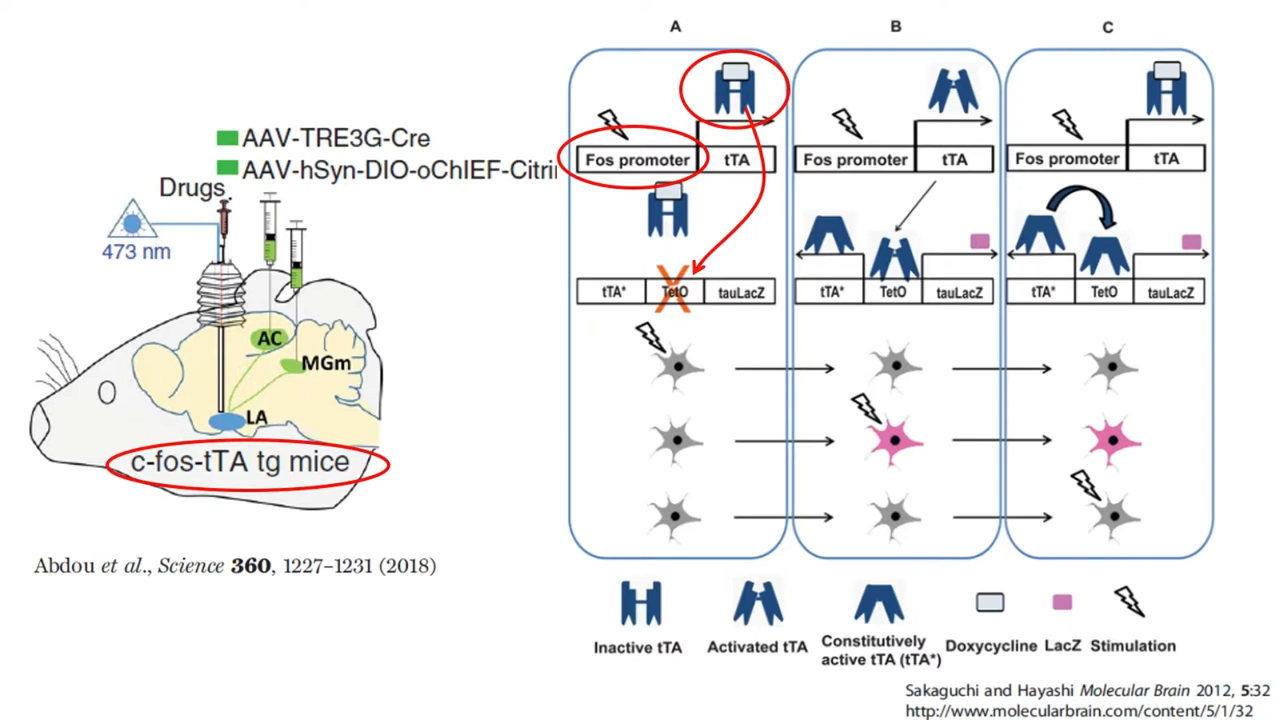 AAV-TRE3G-Cre
AAV-hSyn-DIO-oChIEF-Citri
Drugs
473 nm
AC
MGm
LA
c-fos-tTA tg mice
Abdou et al., Science 360, 1227–1231 (2018)
A
B
C
Fos promoter
tTA
Fos promoter
tTA
Fos promoter
tTA
tTA*
TetO
tauLacZ
tTA*
TetO
tauLacZ
tTA*
TetO
tauLacZ
Inactive tTA
Activated tTA
Constitutively
active tTA (tTA*)
Doxycycline
LacZ
Stimulation
Sakaguchi and Hayashi Molecular Brain 2012, 5:32
http://www.molecularbrain.com/content/5/1/32